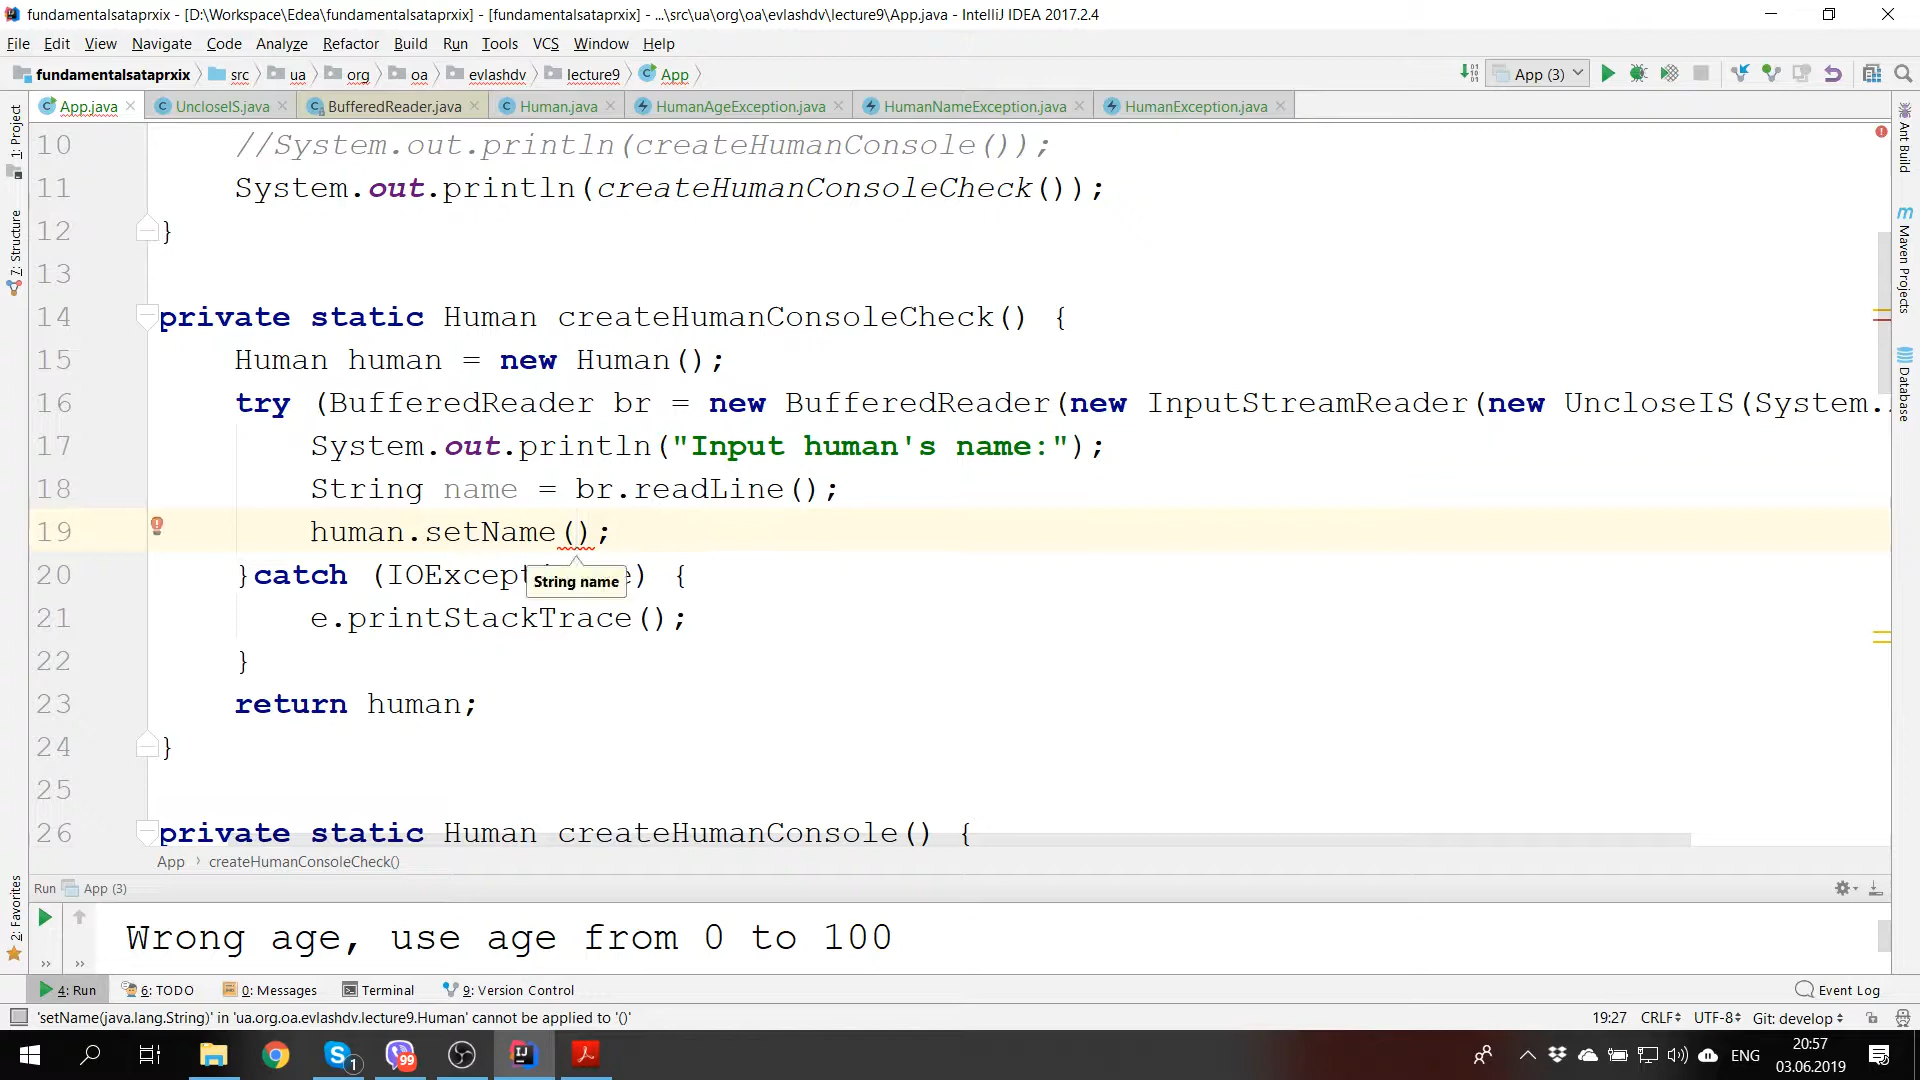 fundamentalsataprxix - [D:\Workspace\Edea\fundamentalsataprxix] - [fundamentalsataprxix] - ...\src\ua\org\oa\evlashdv\lecture9\App.java - IntelliJ IDEA 2017.2.4
File Edit View Navigate Code Analyze Refactor Build Run Tools VCS Window Help
fundamentalsataprxix src ua org oa evlashdv lecture9 App App (3)
App.java UncloseIS.java BufferedReader.java Human.java HumanAgeException.java HumanNameException.java HumanException.java
1: Project
7: Structure
2: Favorites
Ant Build
Maven Projects
Database
10 //System.out.println(createHumanConsole());
11 System.out.println(createHumanConsoleCheck());
12 }
13
14 private static Human createHumanConsoleCheck() {
15 Human human = new Human();
16 try (BufferedReader br = new BufferedReader(new InputStreamReader(new UncloseIS(System.
17 System.out.println("Input human's name:");
18 String name = br.readLine();
19 human.setName();
20 }catch (IOExcept e) {
String name
21 e.printStackTrace();
22 }
23 return human;
24 }
25
26 private static Human createHumanConsole() {
App › createHumanConsoleCheck()
Run App (3)
Wrong age, use age from 0 to 100
4: Run 6: TODO 0: Messages Terminal 9: Version Control Event Log
'setName(java.lang.String)' in 'ua.org.oa.evlashdv.lecture9.Human' cannot be applied to '()' 19:27 CRLF UTF-8 Git: develop
1 99 ENG 20:57
03.06.2019